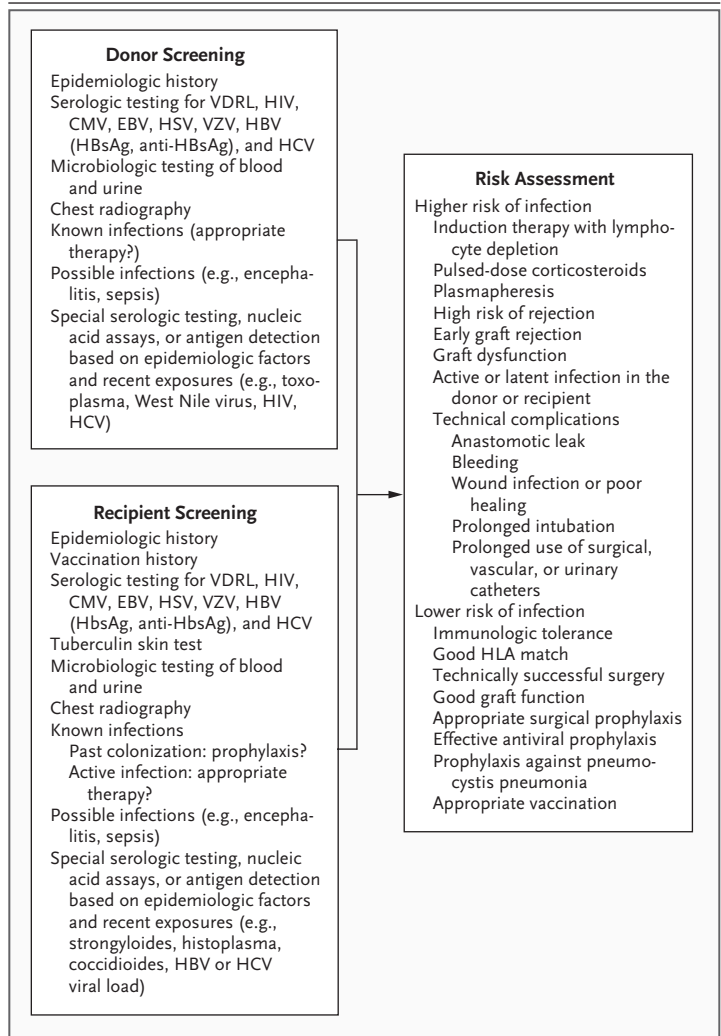 Donor Screening
Epidemiologic history
Serologic testing for VDRL, HIV,
CMV, EBV, HSV, VZV, HBV
(HBsAg, anti-HBsAg), and HCV
Microbiologic testing of blood
and urine
Chest radiography
Known infections (appropriate
therapy?)
Possible infections (e.g., encepha-
litis, sepsis)
Special serologic testing, nucleic
acid assays, or antigen detection
based on epidemiologic factors
and recent exposures (e.g., toxo-
plasma, West Nile virus, HIV,
HCV)
Recipient Screening
Epidemiologic history
Vaccination history
Serologic testing for VDRL, HIV,
CMV, EBV, HSV, VZV, HBV
(HbsAg, anti-HbsAg), and HCV
Tuberculin skin test
Microbiologic testing of blood
and urine
Chest radiography
Known infections
Past colonization: prophylaxis?
Active infection: appropriate
therapy?
Possible infections (e.g., encepha-
litis, sepsis)
Special serologic testing, nucleic
acid assays, or antigen detection
based on epidemiologic factors
and recent exposures (e.g.,
strongyloides, histoplasma,
coccidioides, HBV or HCV
viral load)
Risk Assessment
Higher risk of infection
Induction therapy with lympho-
cyte depletion
Pulsed-dose corticosteroids
Plasmapheresis
High risk of rejection
Early graft rejection
Graft dysfunction
Active or latent infection in the
donor or recipient
Technical complications
Anastomotic leak
Bleeding
Wound infection or poor
healing
Prolonged intubation
Prolonged use of surgical,
vascular, or urinary
catheters
Lower risk of infection
Immunologic tolerance
Good HLA match
Technically successful surgery
Good graft function
Appropriate surgical prophylaxis
Effective antiviral prophylaxis
Prophylaxis against pneumo-
cystis pneumonia
Appropriate vaccination